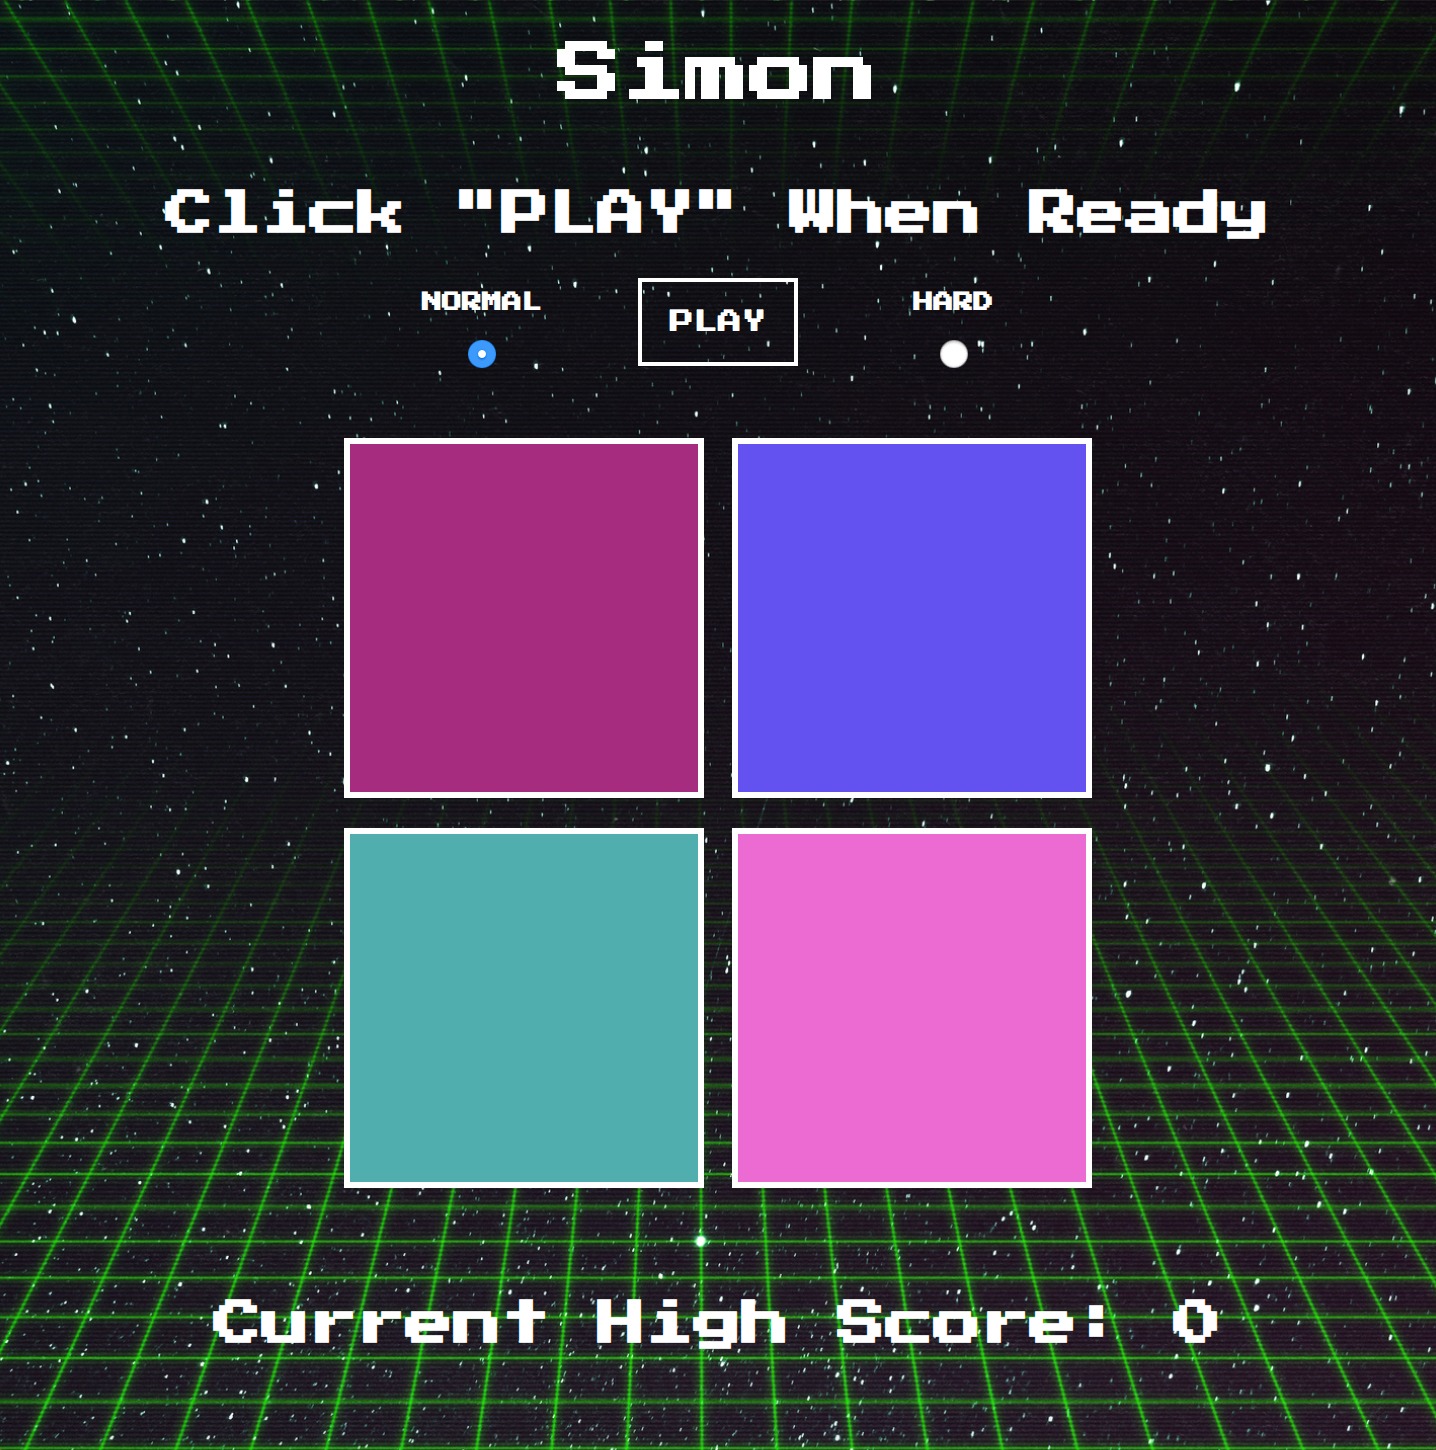 Simon
Click "PLAY" When Ready
NORMAL
PLAY
HARD
Current High Score: 0